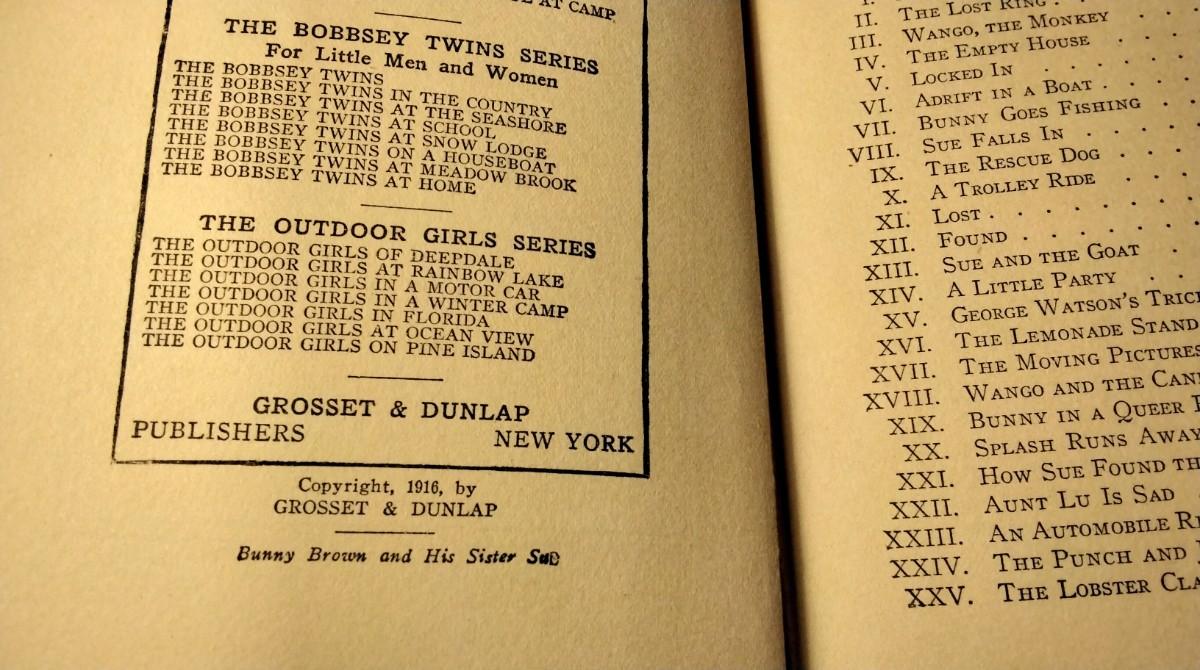 AT CAMP
THE BOBBSEY TWINS SERIES
For Little Men and Women
THE BOBBSEY TWINS
THE BOBBSEY TWINS IN THE COUNTRY
THE BOBBSEY TWINS AT THE SEASHORE
THE BOBBSEY TWINS AT SCHOOL
THE BOBBSEY TWINS AT SNOW LODGE
THE BOBBSEY TWINS ON A HOUSEBOAT
THE BOBBSEY TWINS AT MEADOW BROOK
THE BOBBSEY TWINS AT HOME
THE OUTDOOR GIRLS SERIES
THE OUTDOOR GIRLS OF DEEPDALE
THE OUTDOOR GIRLS AT RAINBOW LAKE
THE OUTDOOR GIRLS IN A MOTOR CAR
THE OUTDOOR GIRLS IN A WINTER CAMP
THE OUTDOOR GIRLS IN FLORIDA
THE OUTDOOR GIRLS AT OCEAN VIEW
THE OUTDOOR GIRLS ON PINE ISLAND
GROSSET & DUNLAP
PUBLISHERS NEW YORK
Copyright, 1916, by
GROSSET & DUNLAP
Bunny Brown and His Sister Sue
II. The Lost Ring
III. Wango, the Monkey
IV. The Empty House
V. Locked In
VI. Adrift in a Boat
VII. Bunny Goes Fishing
VIII. Sue Falls In
IX. The Rescue Dog
X. A Trolley Ride
XI. Lost
XII. Found
XIII. Sue and the Goat
XIV. A Little Party
XV. George Watson's Tric
XVI. The Lemonade Stand
XVII. The Moving Pictures
XVIII. Wango and the Can
XIX. Bunny in a Queer
XX. Splash Runs Away
XXI. How Sue Found th
XXII. Aunt Lu Is Sad
XXIII. An Automobile Ri
XXIV. The Punch and
XXV. The Lobster Cla